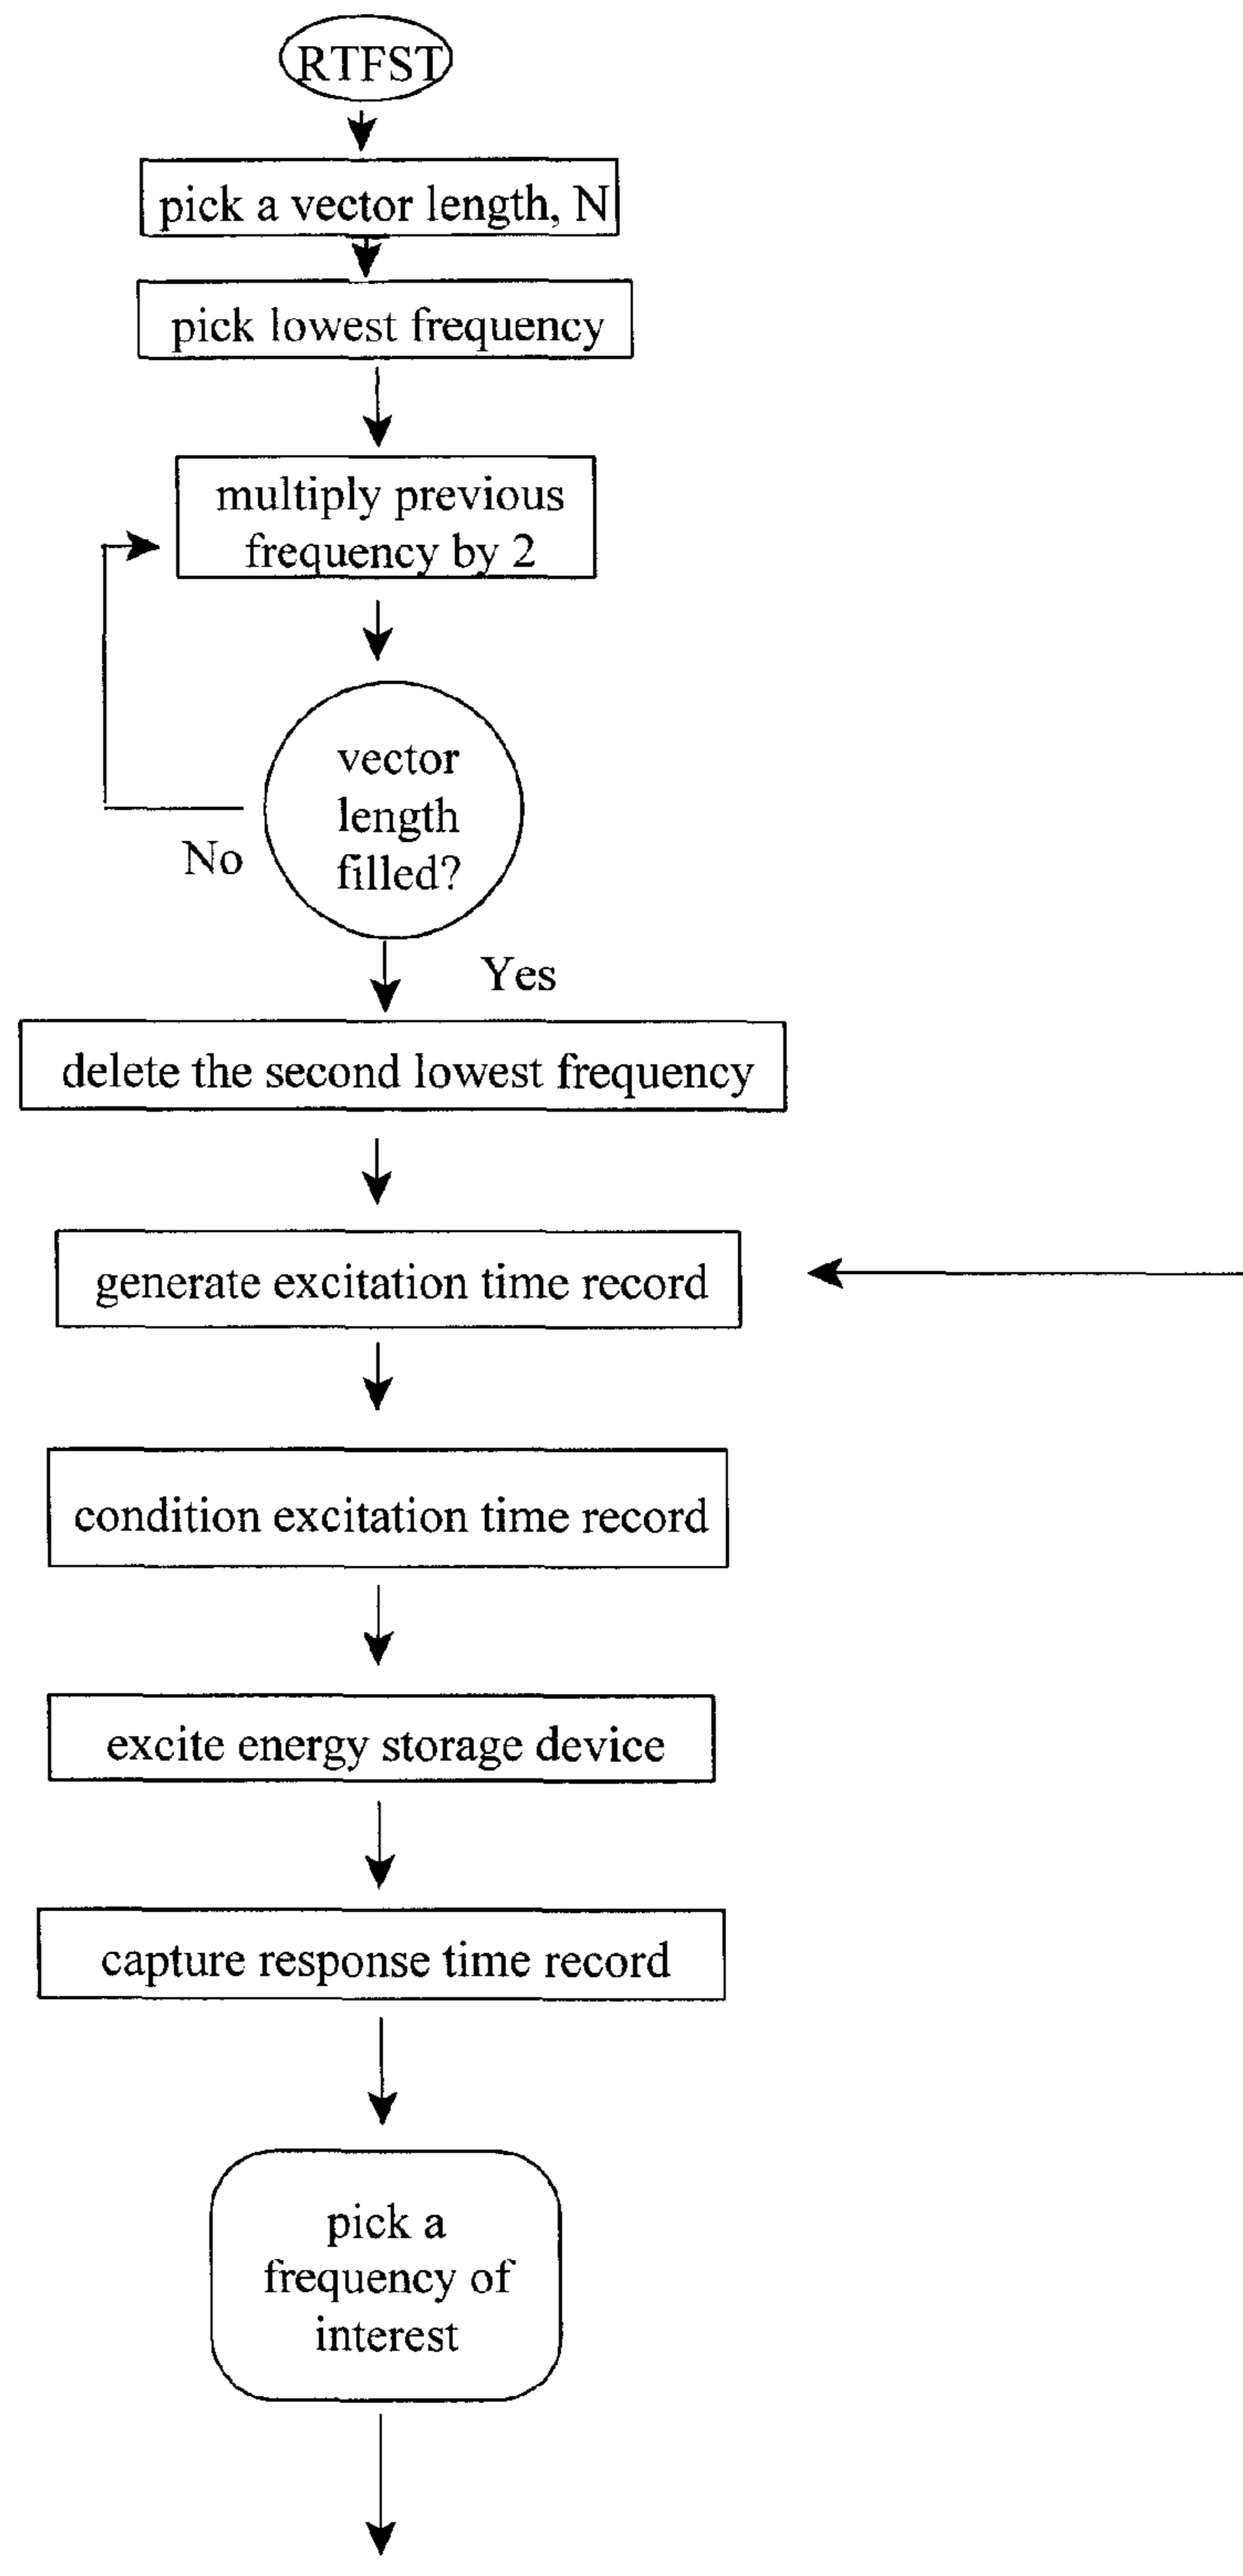 RTFST
pick a vector length, N
pick lowest frequency
multiply previous
frequency by 2
vector
length
filled?
No
Yes
delete the second lowest frequency
generate excitation time record
condition excitation time record
excite energy storage device
capture response time record
pick a
frequency of
interest